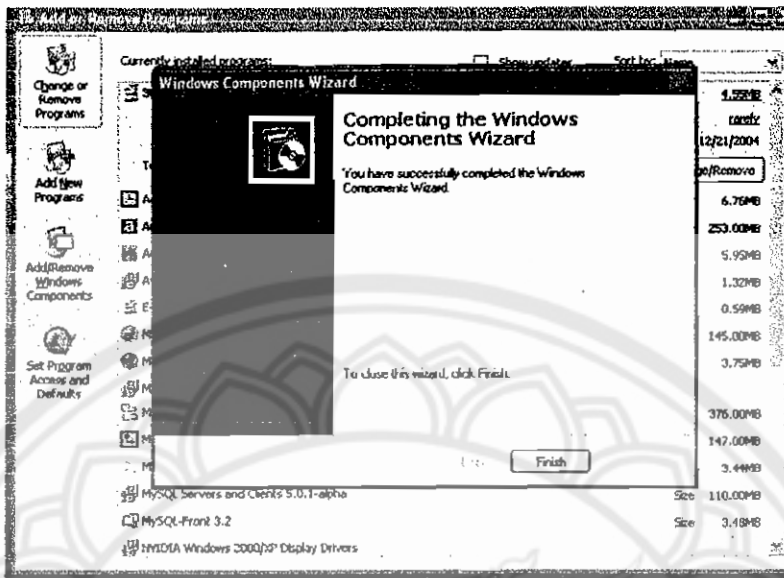 Add or Remove Programs
Change or
Remove
Programs
Add New
Programs
Add/Remove
Windows
Components
Set Program
Access and
Defaults
Currently installed programs:
Show updates
Sort by: Name
4.55MB
rarely
12/21/2004
Windows Components Wizard
Completing the Windows
Components Wizard
You have successfully completed the Windows
Components Wizard.
To close this wizard, click Finish.
Finish
6.76MB
253.00MB
5.95MB
1.32MB
0.59MB
145.00MB
3.75MB
376.00MB
147.00MB
3.44MB
MySQL Servers and Clients 5.0.1-alpha
Size 110.00MB
MySQL-Front 3.2
Size 3.48MB
NVIDIA Windows 2000/XP Display Drivers